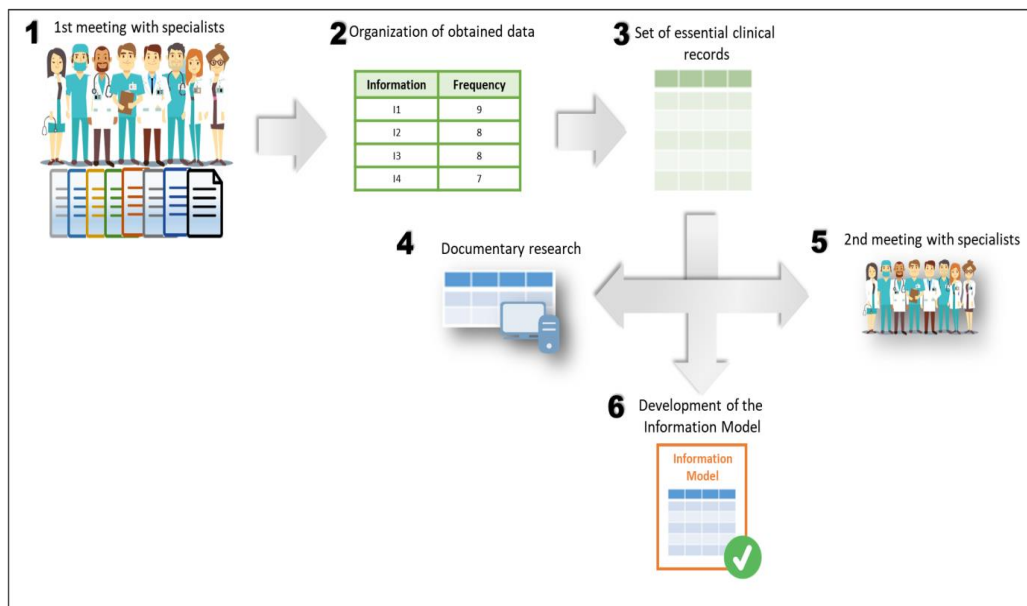 1 1st meeting with specialists
2 Organization of obtained data
Information Frequency
I1 9
I2 8
I3 8
I4 7
3 Set of essential clinical
records
4 Documentary research
5 2nd meeting with specialists
6 Development of the
Information Model
Information
Model